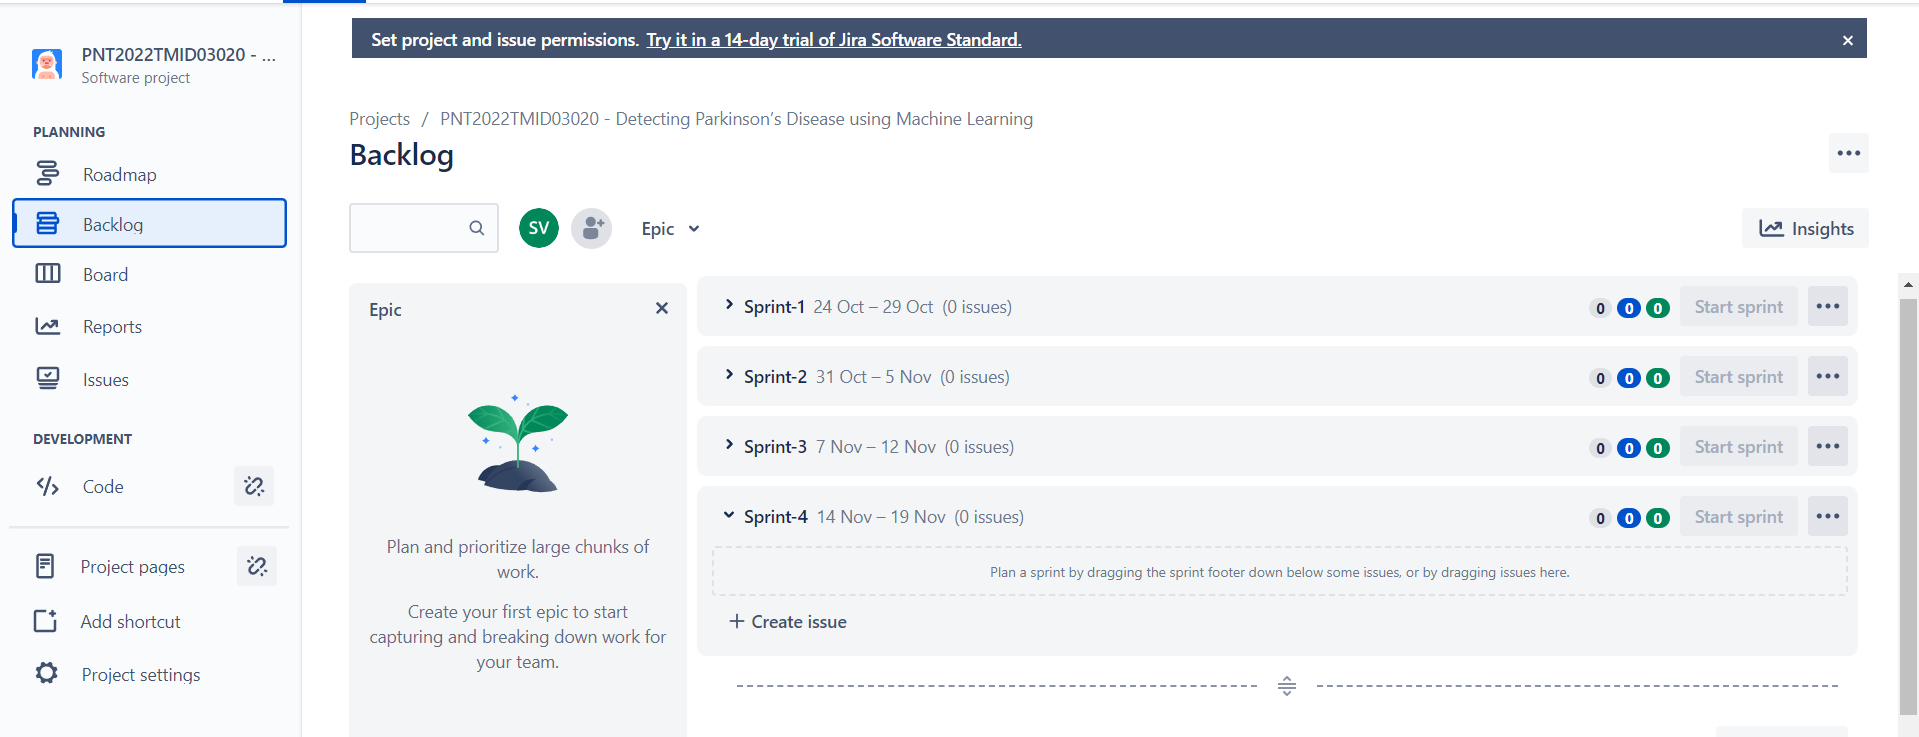 PNT2022TMID03020 - ...
Software project
PLANNING
Roadmap
Backlog
Board
Reports
Issues
DEVELOPMENT
Code
Project pages
Add shortcut
Project settings
Set project and issue permissions. Try it in a 14-day trial of Jira Software Standard.
Projects / PNT2022TMID03020 - Detecting Parkinson’s Disease using Machine Learning
Backlog
SV
Epic
Insights
Epic
Plan and prioritize large chunks of
work.
Create your first epic to start
capturing and breaking down work for
your team.
Sprint-1 24 Oct – 29 Oct (0 issues) 0 0 0 Start sprint
Sprint-2 31 Oct – 5 Nov (0 issues) 0 0 0 Start sprint
Sprint-3 7 Nov – 12 Nov (0 issues) 0 0 0 Start sprint
Sprint-4 14 Nov – 19 Nov (0 issues) 0 0 0 Start sprint
Plan a sprint by dragging the sprint footer down below some issues, or by dragging issues here.
+ Create issue